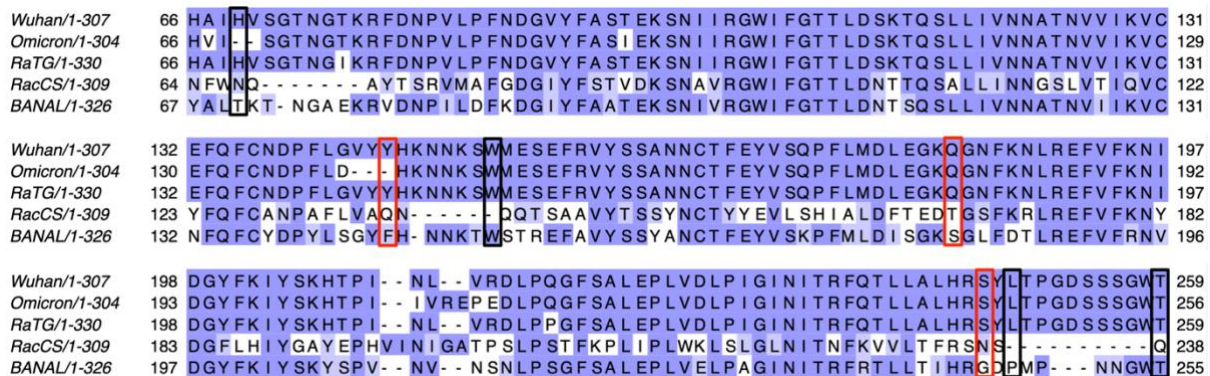 Wuhan/1-307 66 HAIHVSGTNGTKRFDNPVLPFNDGVYFASTEKSNIIRGWIFGTTLDSKTQSLLIVNNATNVVIKVC 131
Omicron/1-304 66 HVI--SGTNGTKRFDNPVLPFNDGVYFASIEKSNIIRGWIFGTTLDSKTQSLLIVNNATNVVIKVC 129
RaTG/1-330 66 HAIHVSGTNGIKRFDNPVLPFNDGVYFASTEKSNIIRGWIFGTTLDSKTQSLLIVNNATNVVIKVC 131
RacCS/1-309 64 NFWNQ-------AYTSRVMAFGDGIYFSTVDKSNAVRGWIFGTTLDNTTQSALLINNGSLVTIQVC 122
BANAL/1-326 67 YALTKT-NGAEKRVDNPILDFKDGIYFAATEKSNIVRGWIFGTTLDNTSQSLLIVNNATNVIIKVC 131
Wuhan/1-307 132 EFQFCNDPFLGVYYHKNNKSWMESEFRVYSSANNCTFEYVSQPFLMDLEGKQGNFKNLREFVFKNI 197
Omicron/1-304 130 EFQFCNDPFLD---HKNNKSWMESEFRVYSSANNCTFEYVSQPFLMDLEGKQGNFKNLREFVFKNI 192
RaTG/1-330 132 EFQFCNDPFLGVYYHKNNKSWMESEFRVYSSANNCTFEYVSQPFLMDLEGKQGNFKNLREFVFKNI 197
RacCS/1-309 123 YFQFCANPAFLVAQN------QQTSAAVYTSSYNCTYYEVLSHIALDFTEDTGSFKRLREFVFKNY 182
BANAL/1-326 132 NFQFCYDPYLSGYFH-NNKTWSTREFAVYSSYANCTFEYVSKPFMLDISGKSGLFDTLREFVFRNV 196
Wuhan/1-307 198 DGYFKIYSKHTPI--NL--VRDLPQGFSALEPLVDLPIGINITRFQTLLALHRSYLTPGDSSSGWT 259
Omicron/1-304 193 DGYFKIYSKHTPI--IVREPEDLPQGFSALEPLVDLPIGINITRFQTLLALHRSYLTPGDSSSGWT 256
RaTG/1-330 198 DGYFKIYSKHTPI--NL--VRDLPPGFSALEPLVDLPIGINITRFQTLLALHRSYLTPGDSSSGWT 259
RacCS/1-309 183 DGFLHIYGAYEPHVINIGATPSLPSTFKPLIPLWKLSLGLNITNFKVVLTFRSNS----------Q 238
BANAL/1-326 197 DGYFKIYSKYSPV--NV--NSNLPSGFSVLKPLVELPAGINITRFRTLLTIHRGDPMP---NNGWT 255